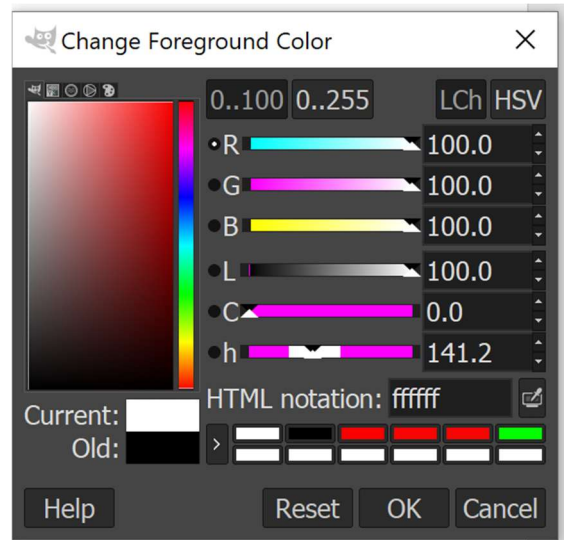 Change Foreground Color
0..100 0..255 LCh HSV
R 100.0
G 100.0
B 100.0
L 100.0
C 0.0
h 141.2
HTML notation: ffffff
Current:
Old:
Help Reset OK Cancel